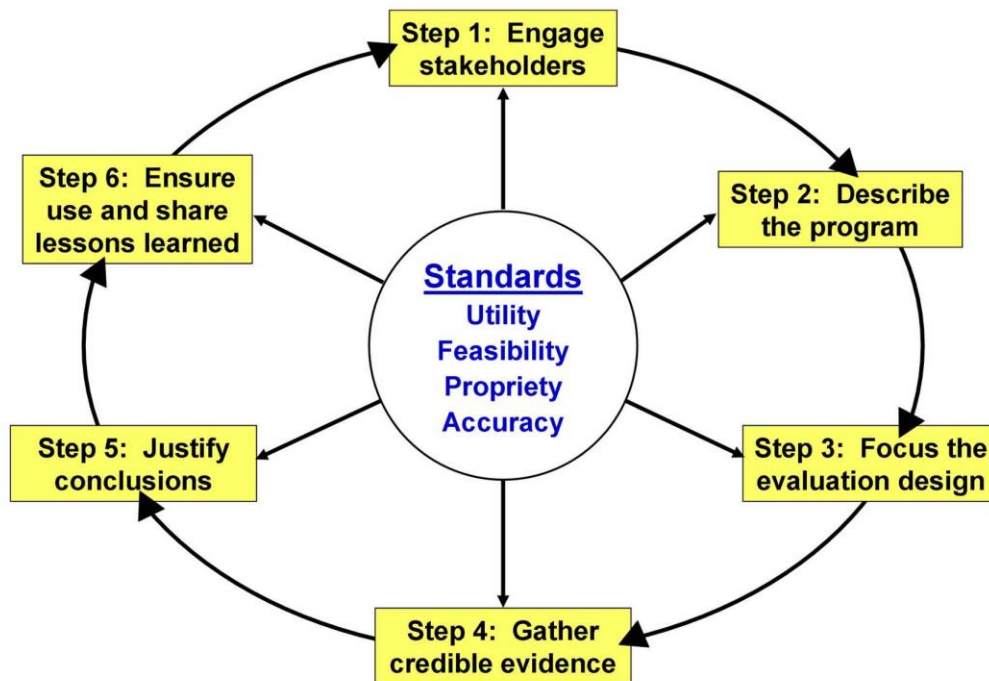 Step 1: Engage
stakeholders
Step 2: Describe
the program
Step 3: Focus the
evaluation design
Step 4: Gather
credible evidence
Step 5: Justify
conclusions
Step 6: Ensure
use and share
lessons learned
Standards
Utility
Feasibility
Propriety
Accuracy